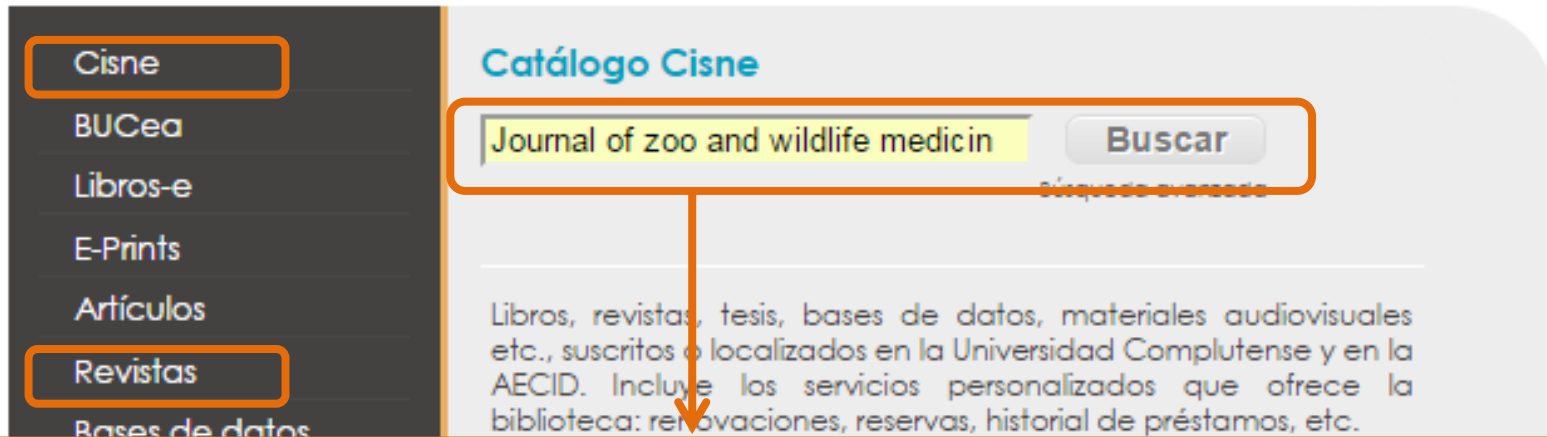 Cisne
BUCea
Libros-e
E-Prints
Artículos
Revistas
Bases de datos
Catálogo Cisne
Journal of zoo and wildlife medicin
Buscar
Búsqueda avanzada
Libros, revistas, tesis, bases de datos, materiales audiovisuales
etc., suscritos o localizados en la Universidad Complutense y en la
AECID. Incluye los servicios personalizados que ofrece la
biblioteca: renovaciones, reservas, historial de préstamos, etc.